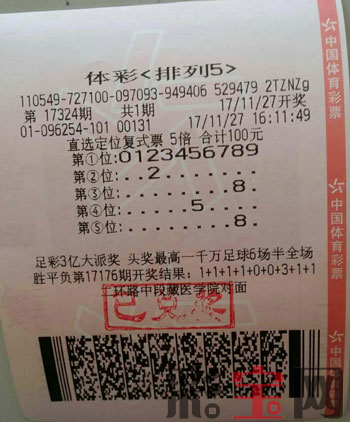 体彩<排列5>
110549-727100-097093-949406 529479 2TZNZg
第 17324期 共1期 17/11/27开奖
01-096254-101 00131 17/11/27 16:11:49
直选定位复式票 5倍 合计100元
第①位:0123456789
第②位:..2.......
第③位:........8.
第④位:.....5....
第⑤位:........8.
足彩3亿大派奖 头奖最高一千万足球6场半全场
胜平负第17176期开奖结果: 1+1+1+1+0+0+3+1+1
二环路中段藏医学院对面
已兑奖
中国体育彩票
中国体育彩票
中国体育彩票
宝网